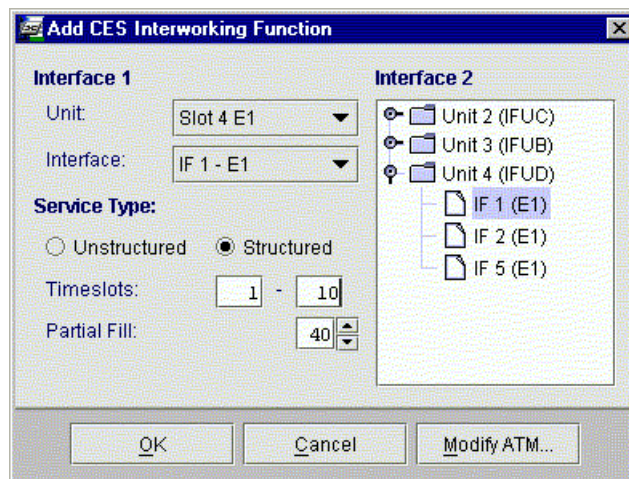 Add CES Interworking Function
Interface 1
Unit: Slot 4 E1
Interface: IF 1 - E1
Service Type:
Unstructured Structured
Timeslots: 1 - 10
Partial Fill: 40
Interface 2
Unit 2 (IFUC)
Unit 3 (IFUB)
Unit 4 (IFUD)
IF 1 (E1)
IF 2 (E1)
IF 5 (E1)
OK Cancel Modify ATM...